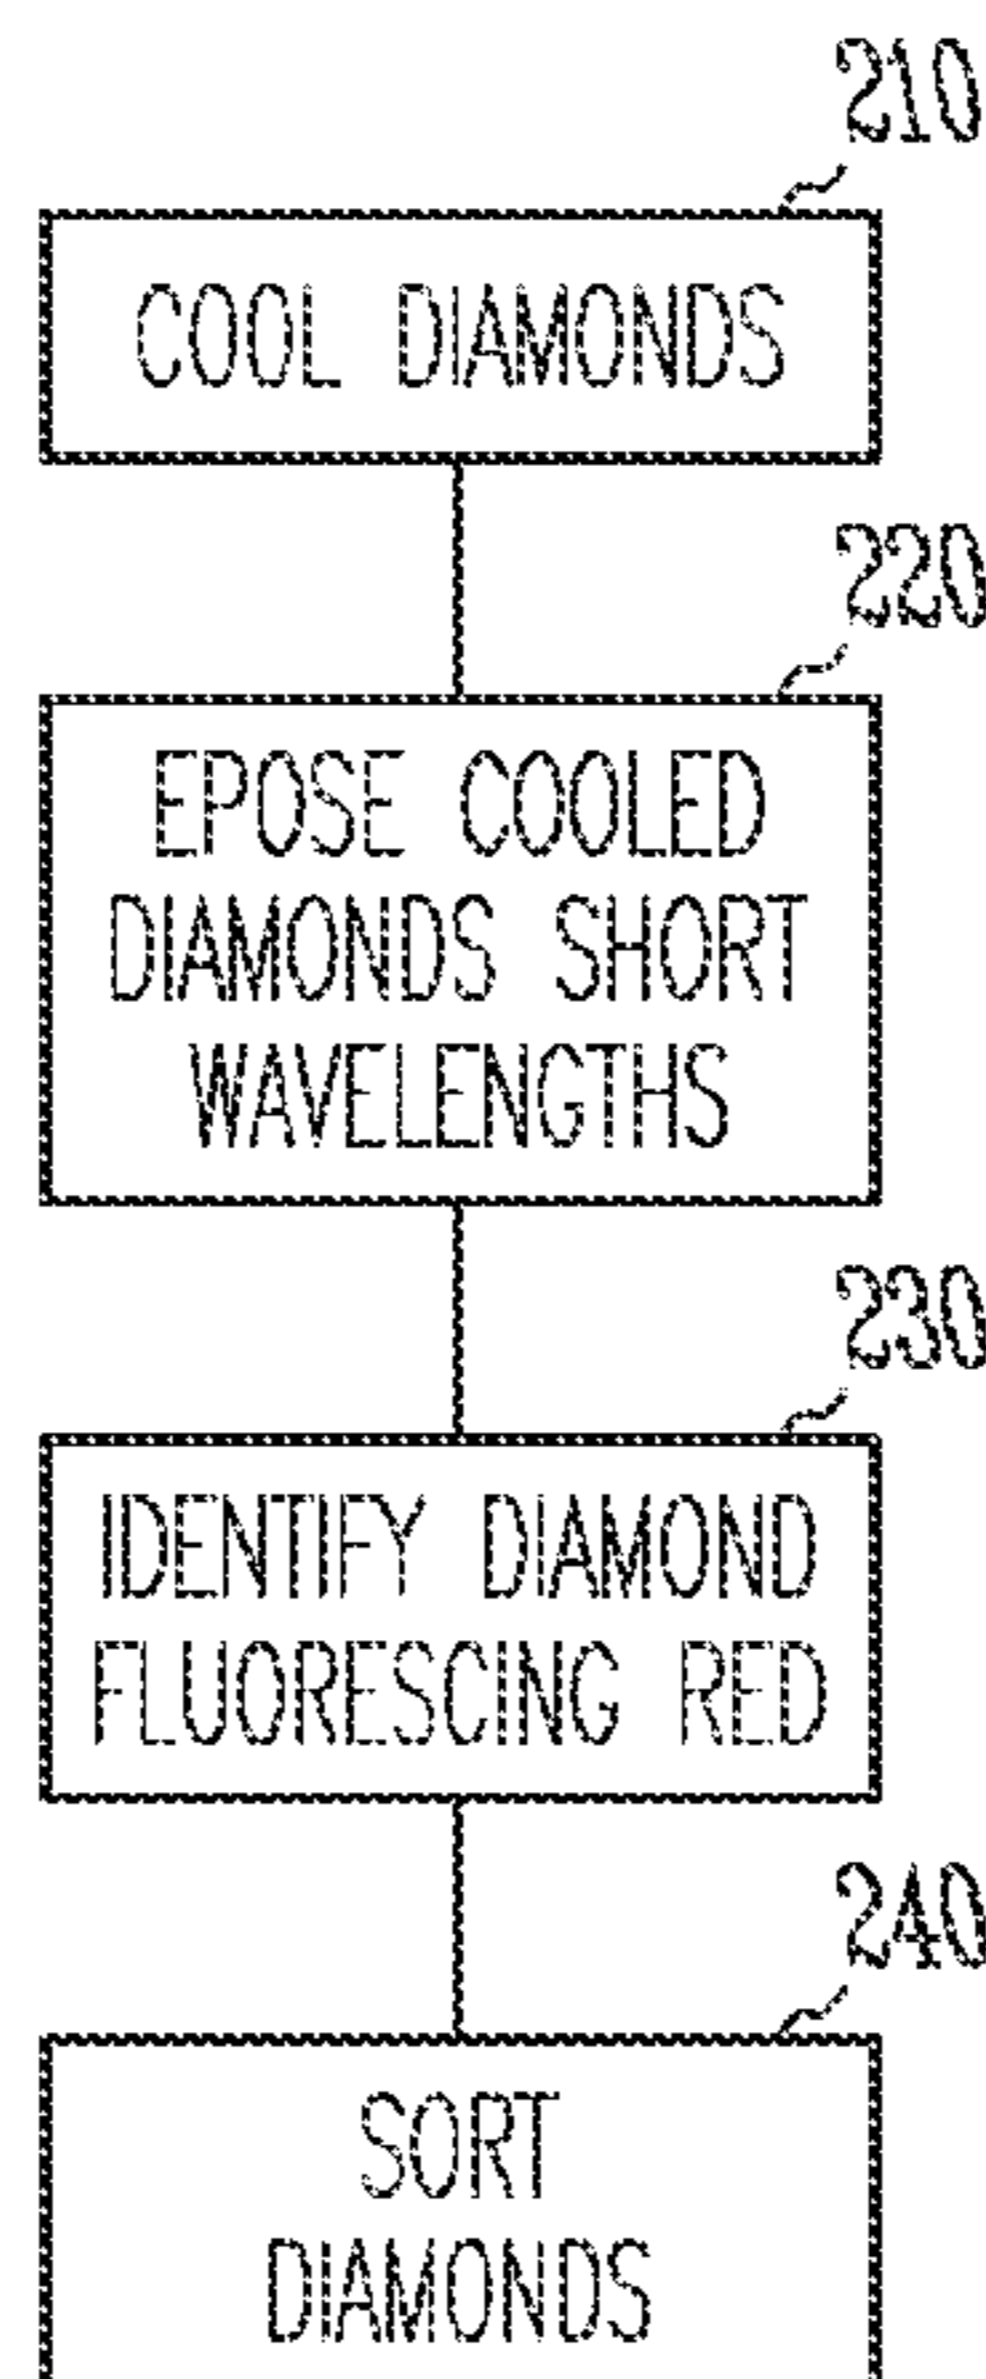 210
COOL DIAMONDS
220
EPOSE COOLED
DIAMONDS SHORT
WAVELENGTHS
230
IDENTIFY DIAMOND
FLUORESCING RED
240
SORT
DIAMONDS